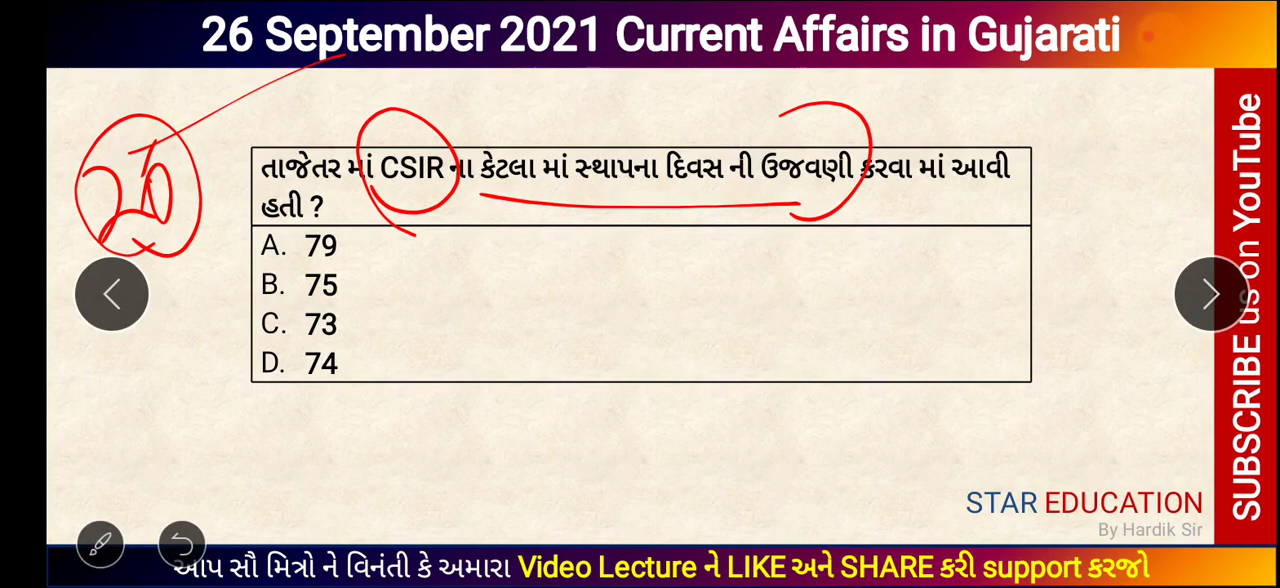 26 September 2021 Current Affairs in Gujarati
26
તાજેતર માં CSIR ના કેટલા માં સ્થાપના દિવસ ની ઉજવણી કરવા માં આવી
હતી ?
A. 79
B. 75
C. 73
D. 74
SUBSCRIBE us on YouTube
STAR EDUCATION
By Hardik Sir
આપ સૌ મિત્રો ને વિનંતી કે અમારા Video Lecture ને LIKE અને SHARE કરી support કરજો